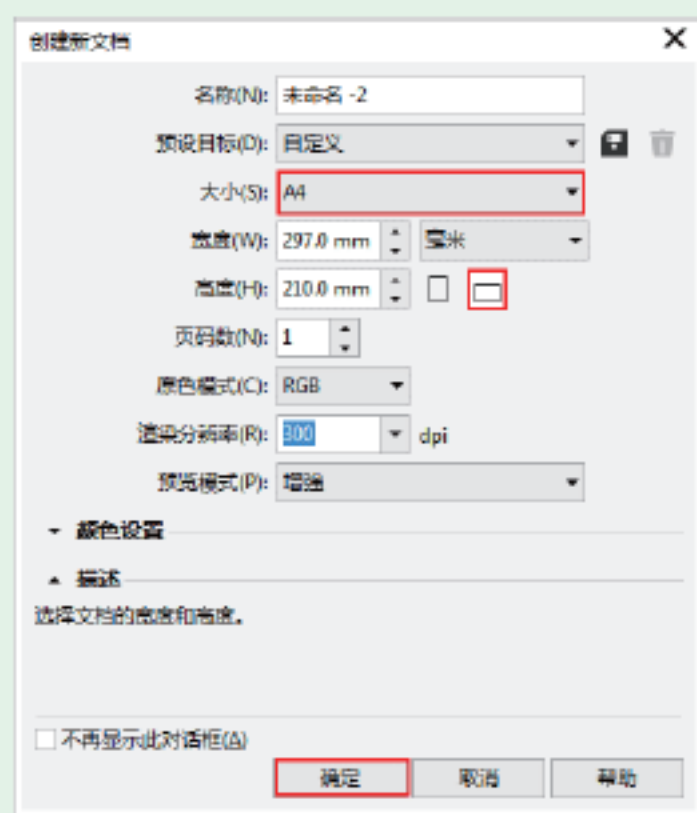 创建新文档
名称(N): 未命名 -2
预设目标(D): 自定义
大小(S): A4
宽度(W): 297.0 mm 毫米
高度(H): 210.0 mm
页码数(N): 1
原色模式(C): RGB
渲染分辨率(R): 300 dpi
预览模式(P): 增强
颜色设置
描述
选择文档的宽度和高度。
不再显示此对话框(A)
确定 取消 帮助